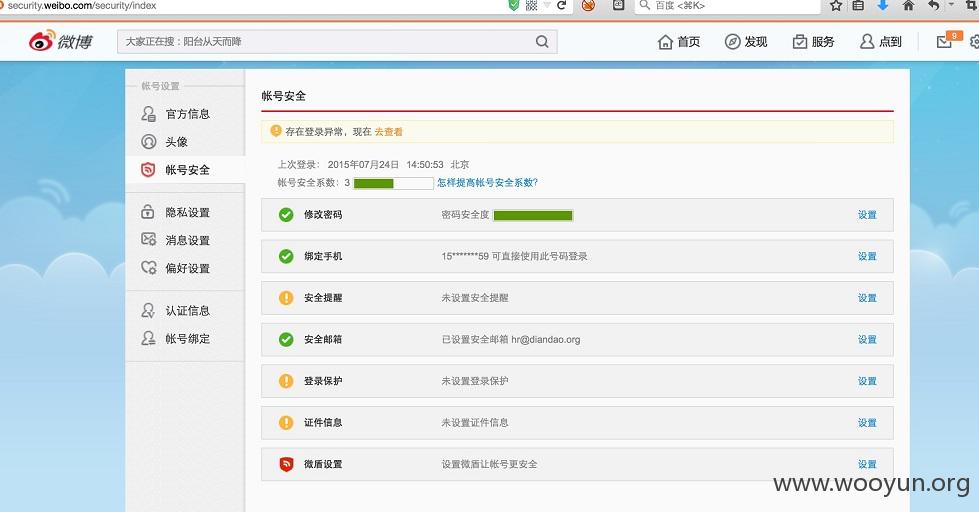 security.weibo.com/security/index
百度 <⌘K>
微博
大家正在搜：阳台从天而降
首页
发现
服务
点到
9
帐号设置
官方信息
头像
帐号安全
隐私设置
消息设置
偏好设置
认证信息
帐号绑定
帐号安全
存在登录异常，现在 去查看
上次登录： 2015年07月24日 14:50:53 北京
帐号安全系数：3 怎样提高帐号安全系数?
修改密码 密码安全度 设置
绑定手机 15*******59 可直接使用此号码登录 设置
安全提醒 未设置安全提醒 设置
安全邮箱 已设置安全邮箱 hr@diandao.org 设置
登录保护 未设置登录保护 设置
证件信息 未设置证件信息 设置
微盾设置 设置微盾让帐号更安全 设置
www.wooyun.org